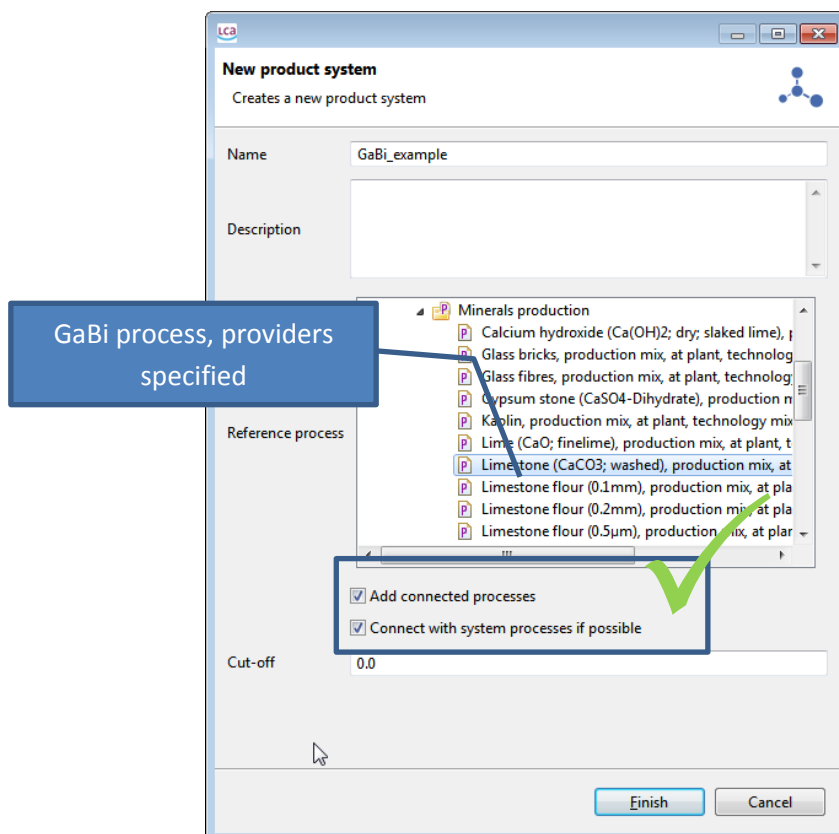 LCA
New product system
Creates a new product system
Name
GaBi_example
Description
GaBi process, providers
specified
Reference process
Minerals production
Calcium hydroxide (Ca(OH)2; dry; slaked lime), p
Glass bricks, production mix, at plant, technolog
Glass fibres, production mix, at plant, technology
Gypsum stone (CaSO4-Dihydrate), production m
Kaolin, production mix, at plant, technology mix
Lime (CaO; finelime), production mix, at plant, t
Limestone (CaCO3; washed), production mix, at
Limestone flour (0.1mm), production mix, at pla
Limestone flour (0.2mm), production mix, at pla
Limestone flour (0.5µm), production mix, at plan
Add connected processes
Connect with system processes if possible
Cut-off
0.0
Finish
Cancel